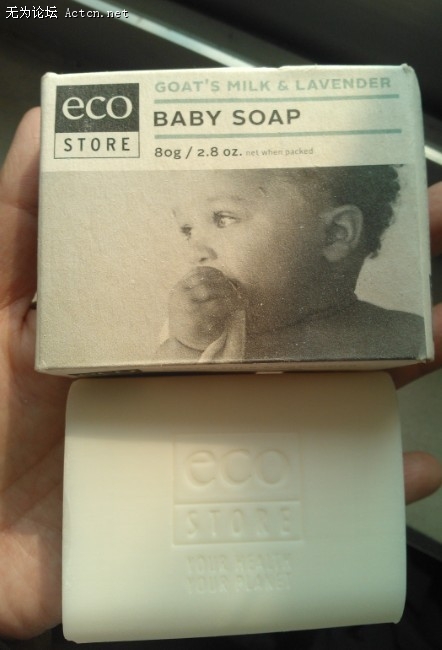 无为论坛 Actcn.net
GOAT'S MILK & LAVENDER
eco
STORE
BABY SOAP
80g / 2.8 oz. net when packed
eco
STORE
YOUR HEALTH
YOUR PLANET